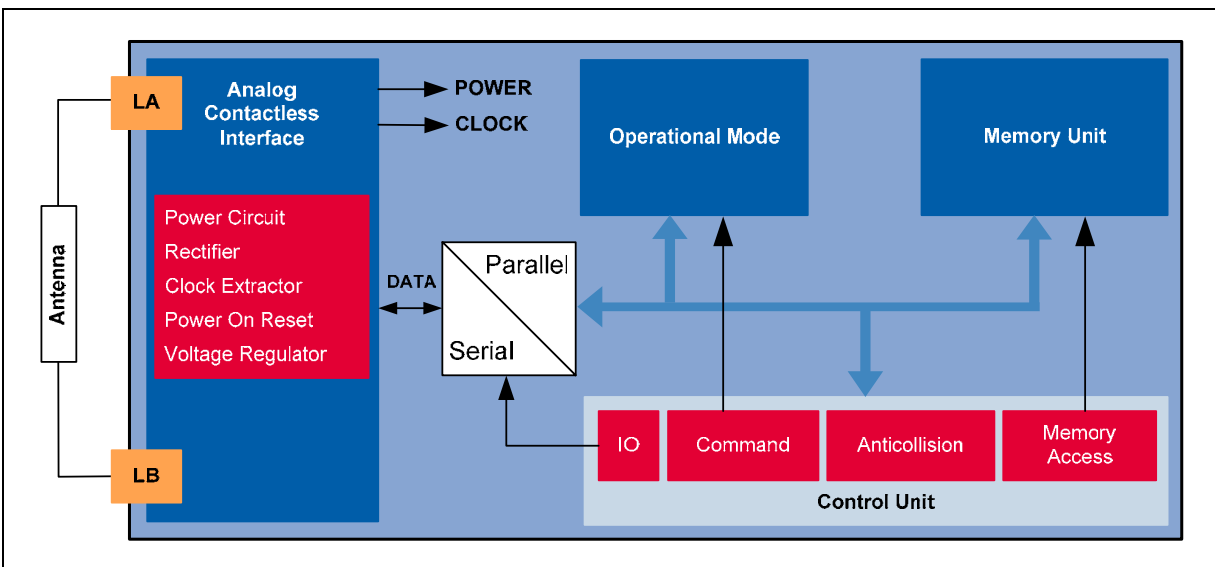 LA
Analog
Contactless
Interface
POWER
CLOCK
Operational Mode
Memory Unit
Power Circuit
Rectifier
Clock Extractor
Power On Reset
Voltage Regulator
Antenna
DATA
Parallel
Serial
LB
IO
Command
Anticollision
Memory
Access
Control Unit